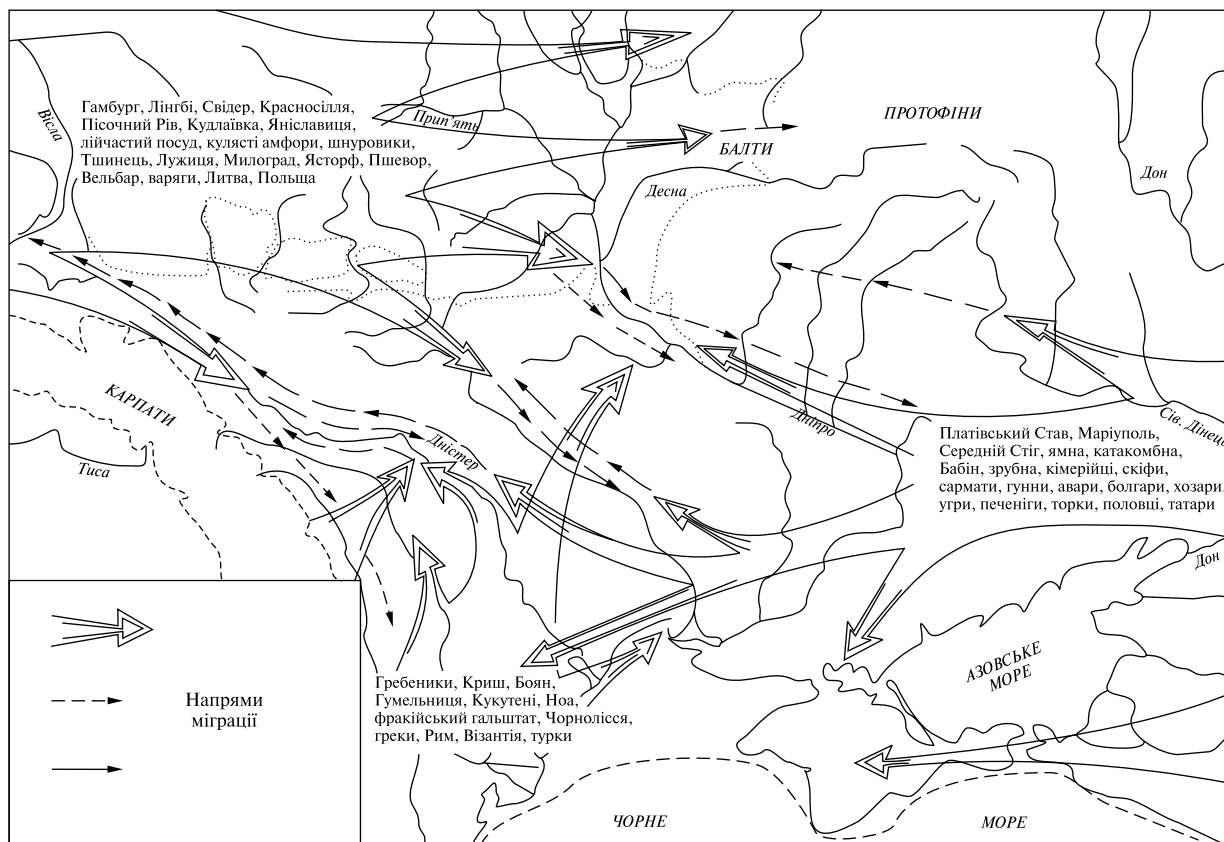 Вісла
Гамбург, Лінгбі, Свідер, Красносілля,
Пісочний Рів, Кудлаївка, Яніславиця,
лійчастий посуд, кулясті амфори, шнуровики,
Тшинець, Лужиця, Милоград, Ясторф, Пшевор,
Вельбар, варяги, Литва, Польща
Прип'ять
ПРОТОФІНИ
БАЛТИ
Десна
Дон
КАРПАТИ
Тиса
Дністер
Дніпро
Сів. Дінець
Платівський Став, Маріуполь,
Середній Стіг, ямна, катакомбна,
Бабін, зрубна, кімерійці, скіфи,
сармати, гунни, авари, болгари, хозари,
угри, печеніги, торки, половці, татари
Дон
АЗОВСЬКЕ
МОРЕ
Гребеники, Криш, Боян,
Гумельниця, Кукутені, Ноа,
фракійський гальштат, Чорнолісся,
греки, Рим, Візантія, турки
Напрями
міграції
ЧОРНЕ
МОРЕ